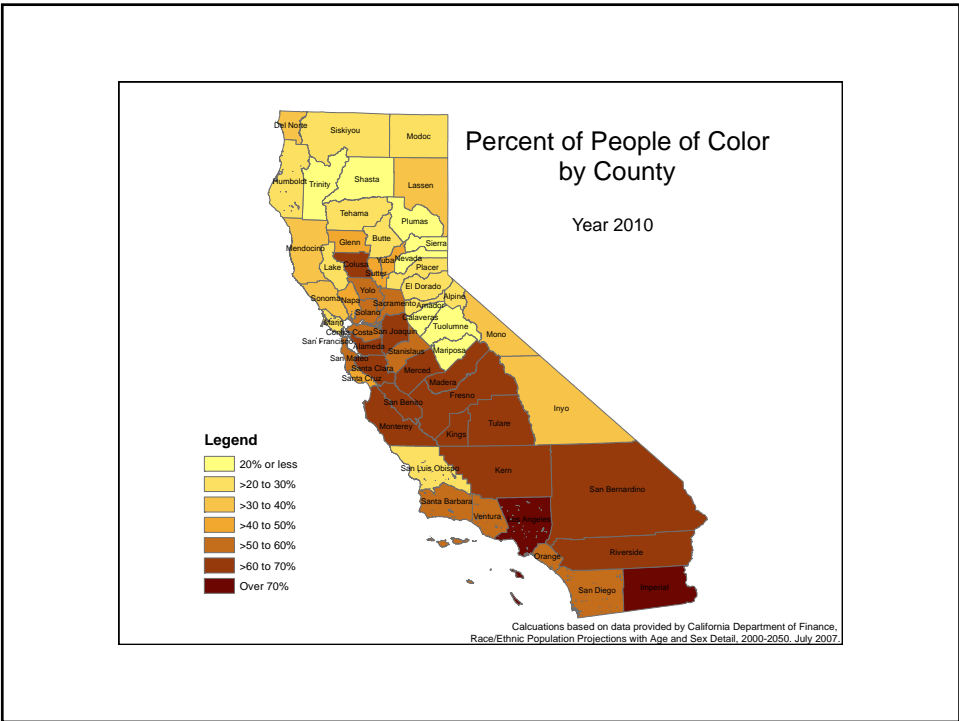 Percent of People of Color
by County
Year 2010
Del Norte
Siskiyou
Modoc
Humboldt
Trinity
Shasta
Lassen
Tehama
Plumas
Mendocino
Glenn
Butte
Sierra
Lake
Colusa
Yuba
Nevada
Sutter
Placer
Sonoma
Napa
Yolo
El Dorado
Alpine
Solano
Sacramento
Amador
Marin
Calaveras
Tuolumne
Mono
Contra Costa
San Joaquin
San Francisco
Alameda
Stanislaus
Mariposa
San Mateo
Santa Clara
Merced
Santa Cruz
Madera
San Benito
Fresno
Inyo
Monterey
Kings
Tulare
San Luis Obispo
Kern
San Bernardino
Santa Barbara
Ventura
Los Angeles
Orange
Riverside
San Diego
Imperial
Legend
20% or less
>20 to 30%
>30 to 40%
>40 to 50%
>50 to 60%
>60 to 70%
Over 70%
Calcuations based on data provided by California Department of Finance,
Race/Ethnic Population Projections with Age and Sex Detail, 2000-2050. July 2007.